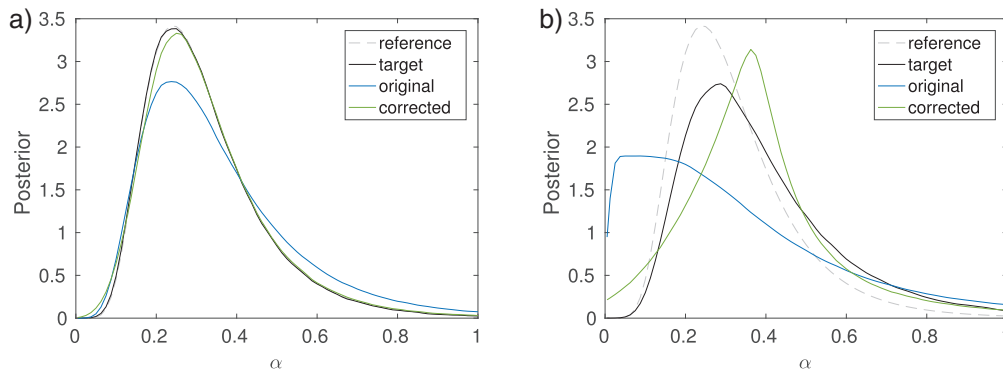 a)
3.5
3
2.5
2
1.5
1
0.5
0
Posterior
0
0.2
0.4
0.6
0.8
1
α
reference
target
original
corrected
b)
3.5
3
2.5
2
1.5
1
0.5
0
Posterior
0
0.2
0.4
0.6
0.8
α
reference
target
original
corrected